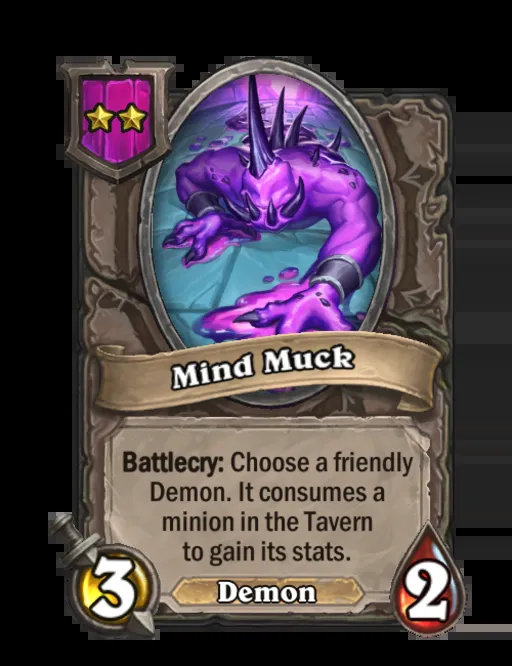 Mind Muck
Battlecry: Choose a friendly
Demon. It consumes a
minion in the Tavern
to gain its stats.
3
Demon
2